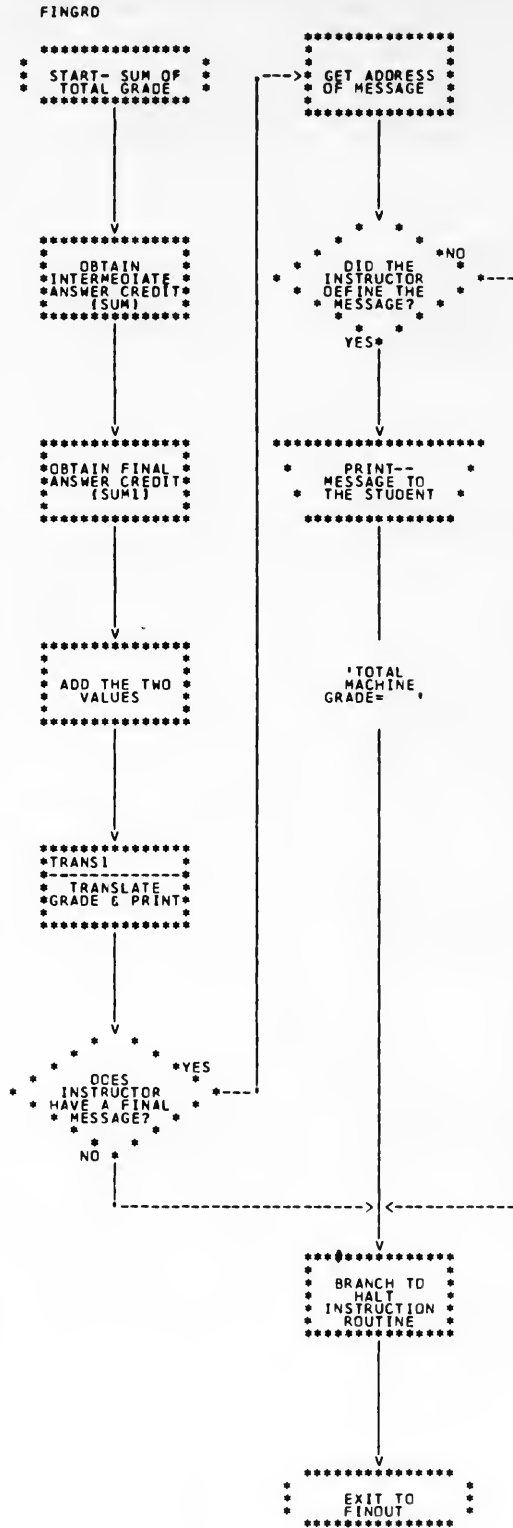 FINGRD
START- SUM OF
TOTAL GRADE
OBTAIN
INTERMEDIATE
ANSWER CREDIT
(SUM)
OBTAIN FINAL
ANSWER CREDIT
(SUM1)
ADD THE TWO
VALUES
TRANS1
TRANSLATE
GRADE & PRINT
DOES
INSTRUCTOR
HAVE A FINAL
MESSAGE?
YES
NO
GET ADDRESS
OF MESSAGE
DID THE
INSTRUCTOR
DEFINE THE
MESSAGE?
NO
YES
PRINT--
MESSAGE TO
THE STUDENT
'TOTAL
MACHINE
GRADE= '
BRANCH TO
HALT
INSTRUCTION
ROUTINE
EXIT TO
FINOUT